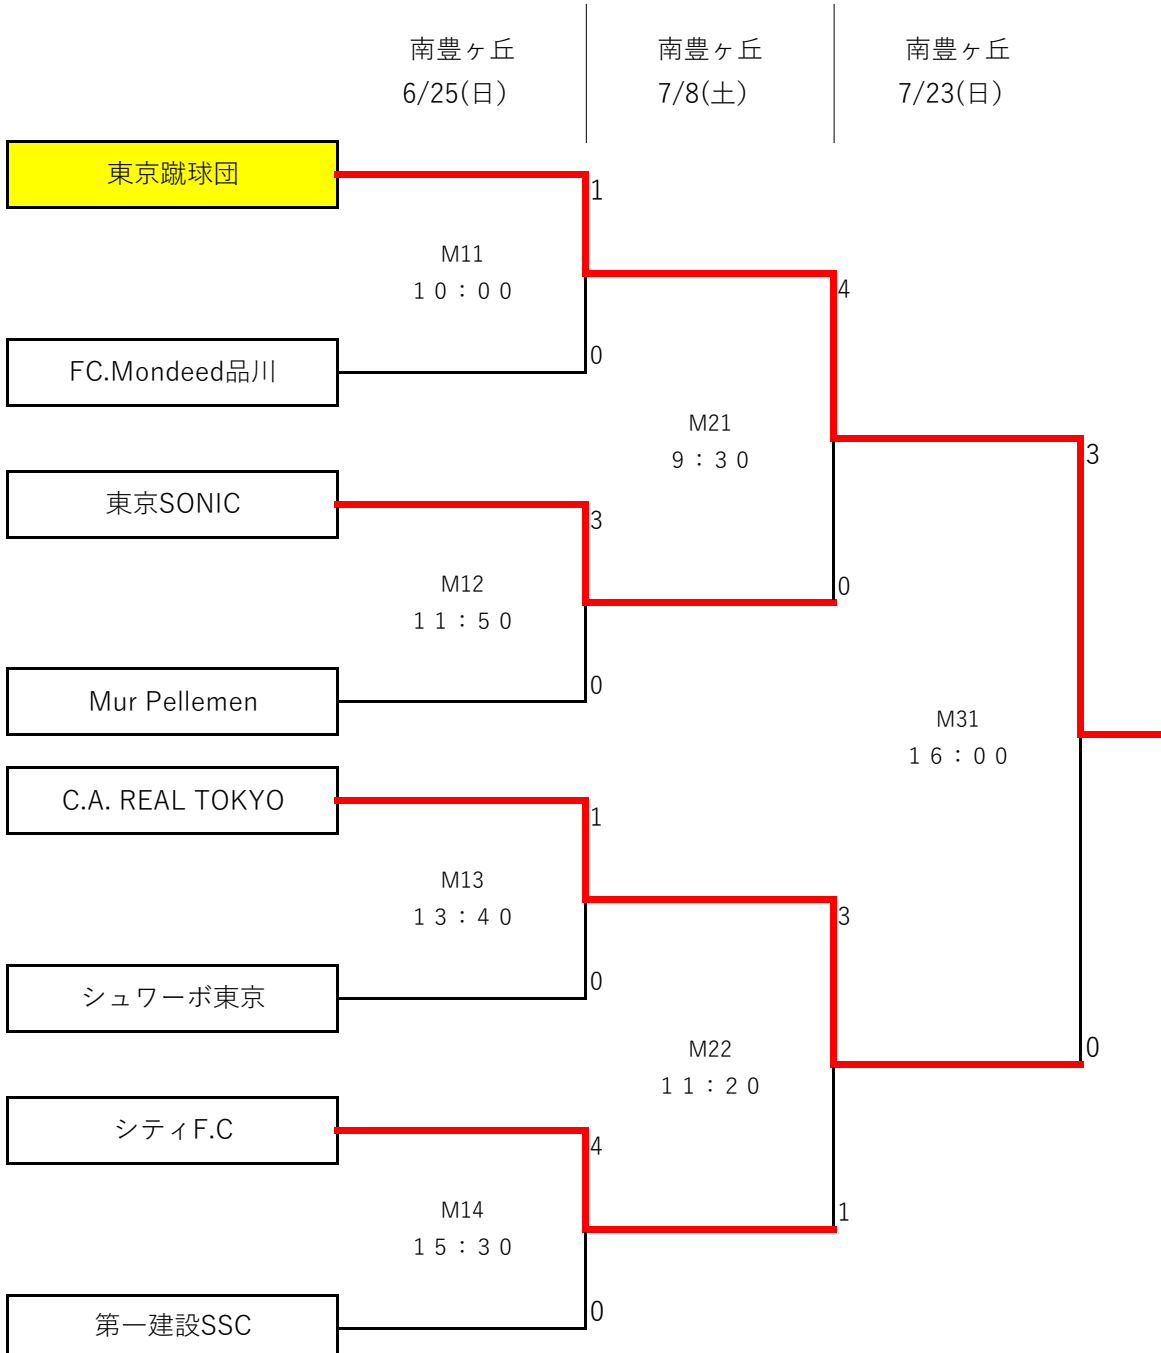 南豊ヶ丘
南豊ヶ丘
南豊ヶ丘
6/25(日)
7/8(土)
7/23(日)
東京蹴球団
1
M11
１０：００
4
0
FC.Mondeed品川
M21
９：３０
3
東京SONIC
3
M12
１１：５０
0
0
Mur Pellemen
M31
１６：００
C.A. REAL TOKYO
1
M13
１３：４０
3
0
シュワーボ東京
M22
１１：２０
0
シティF.C
4
M14
１５：３０
1
0
第一建設SSC